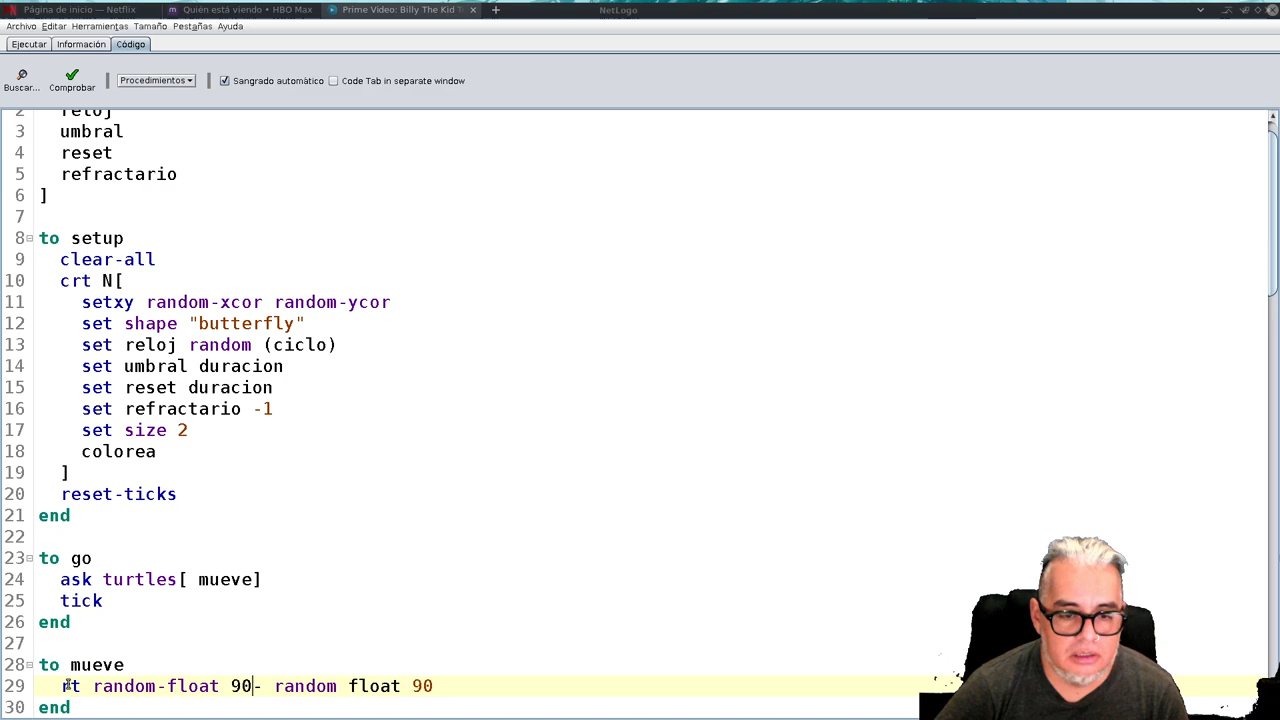 Página de inicio — Netflix
Quién está viendo • HBO Max
Prime Video: Billy The Kid
NetLogo
Archivo Editar Herramientas Tamaño Pestañas Ayuda
Ejecutar Información Código
Buscar... Comprobar Procedimientos Sangrado automático Code Tab in separate window
2 reloj
3 umbral
4 reset
5 refractario
6 ]
7
8 to setup
9 clear-all
10 crt N[
11 setxy random-xcor random-ycor
12 set shape "butterfly"
13 set reloj random (ciclo)
14 set umbral duracion
15 set reset duracion
16 set refractario -1
17 set size 2
18 colorea
19 ]
20 reset-ticks
21 end
22
23 to go
24 ask turtles[ mueve]
25 tick
26 end
27
28 to mueve
29 rt random-float 90- random float 90
30 end